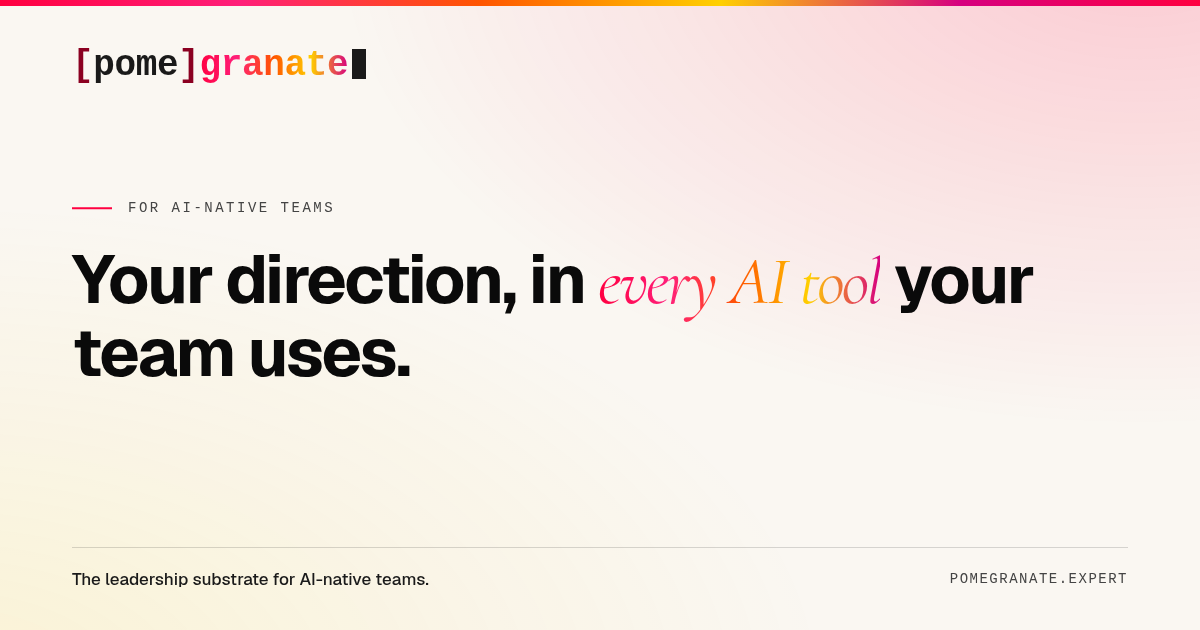 [pome]granate
FOR AI-NATIVE TEAMS
Your direction, in every AI tool your
team uses.
The leadership substrate for AI-native teams.
POMEGRANATE.EXPERT